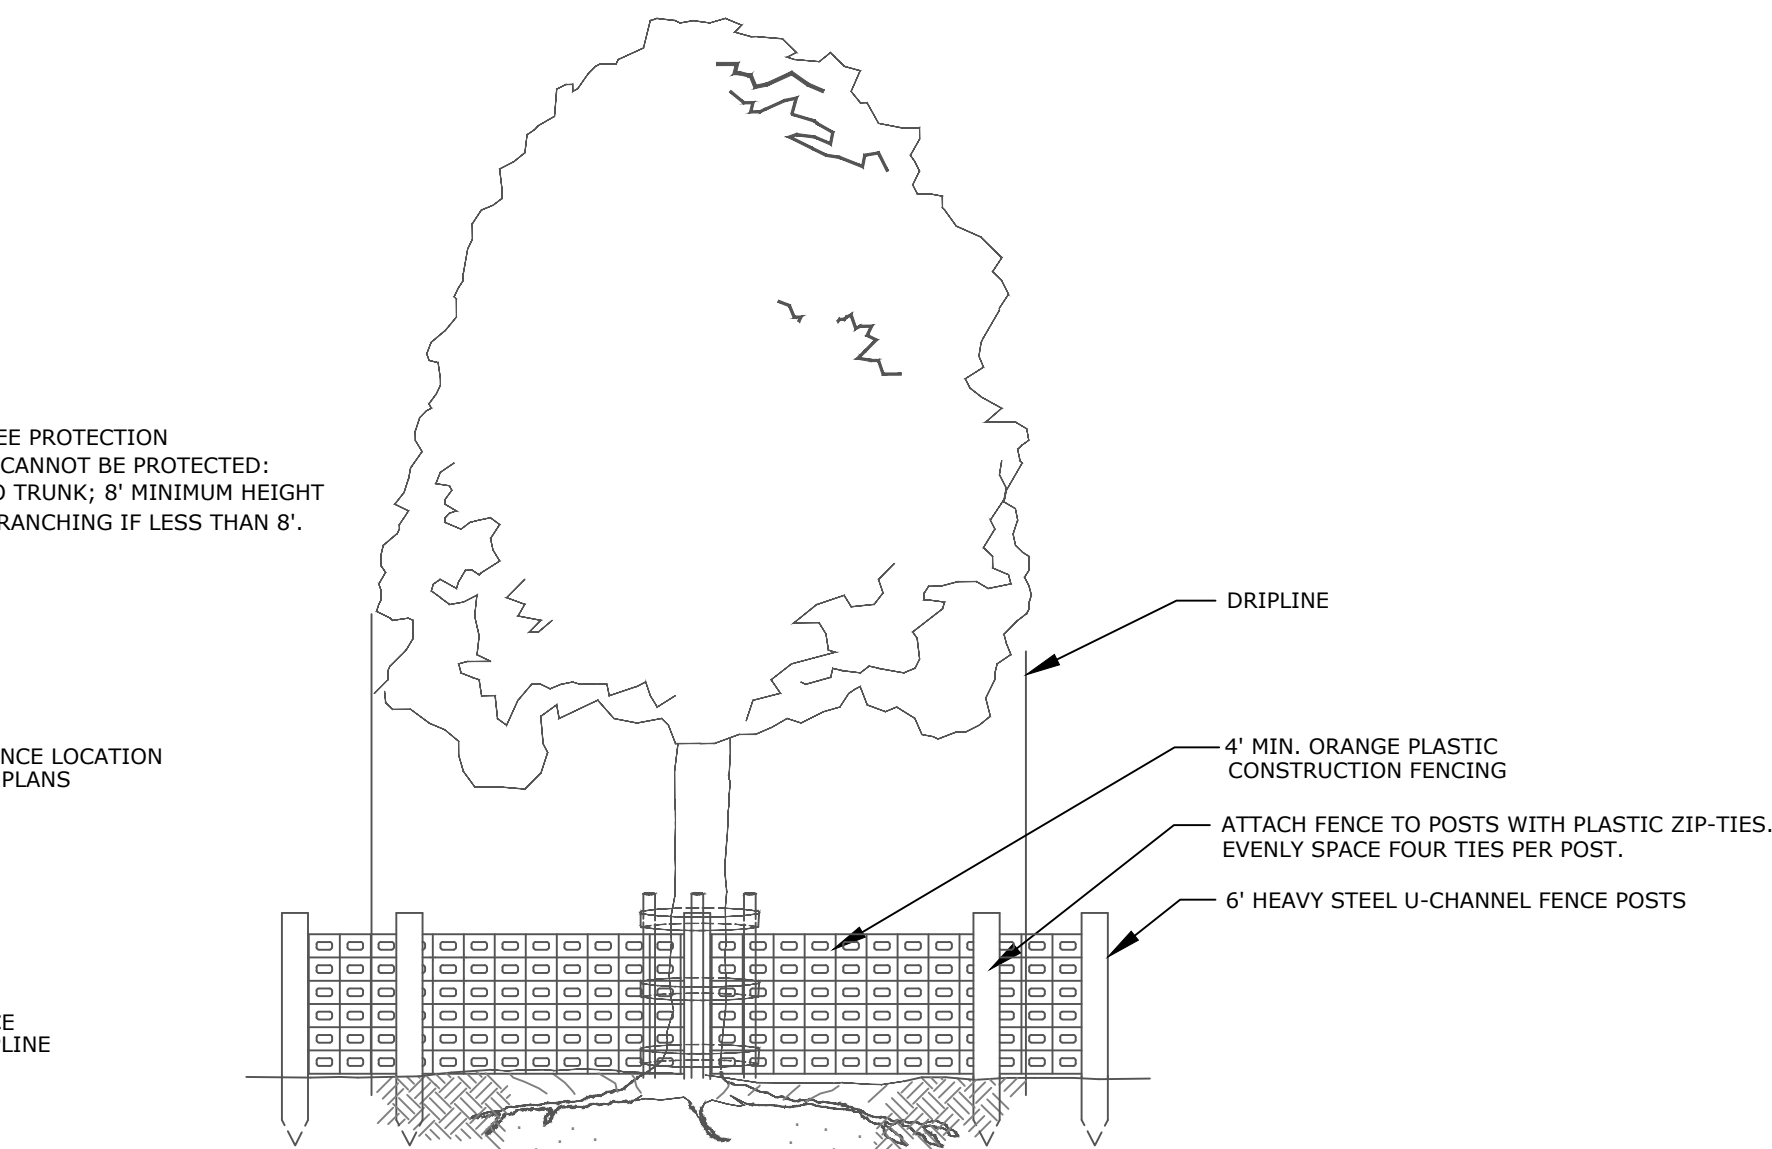 EE PROTECTION
CANNOT BE PROTECTED:
O TRUNK; 8' MINIMUM HEIGHT
RANCHING IF LESS THAN 8'.
DRIPLINE
NCE LOCATION
PLANS
4' MIN. ORANGE PLASTIC
CONSTRUCTION FENCING
ATTACH FENCE TO POSTS WITH PLASTIC ZIP-TIES.
EVENLY SPACE FOUR TIES PER POST.
6' HEAVY STEEL U-CHANNEL FENCE POSTS
CE
LINE